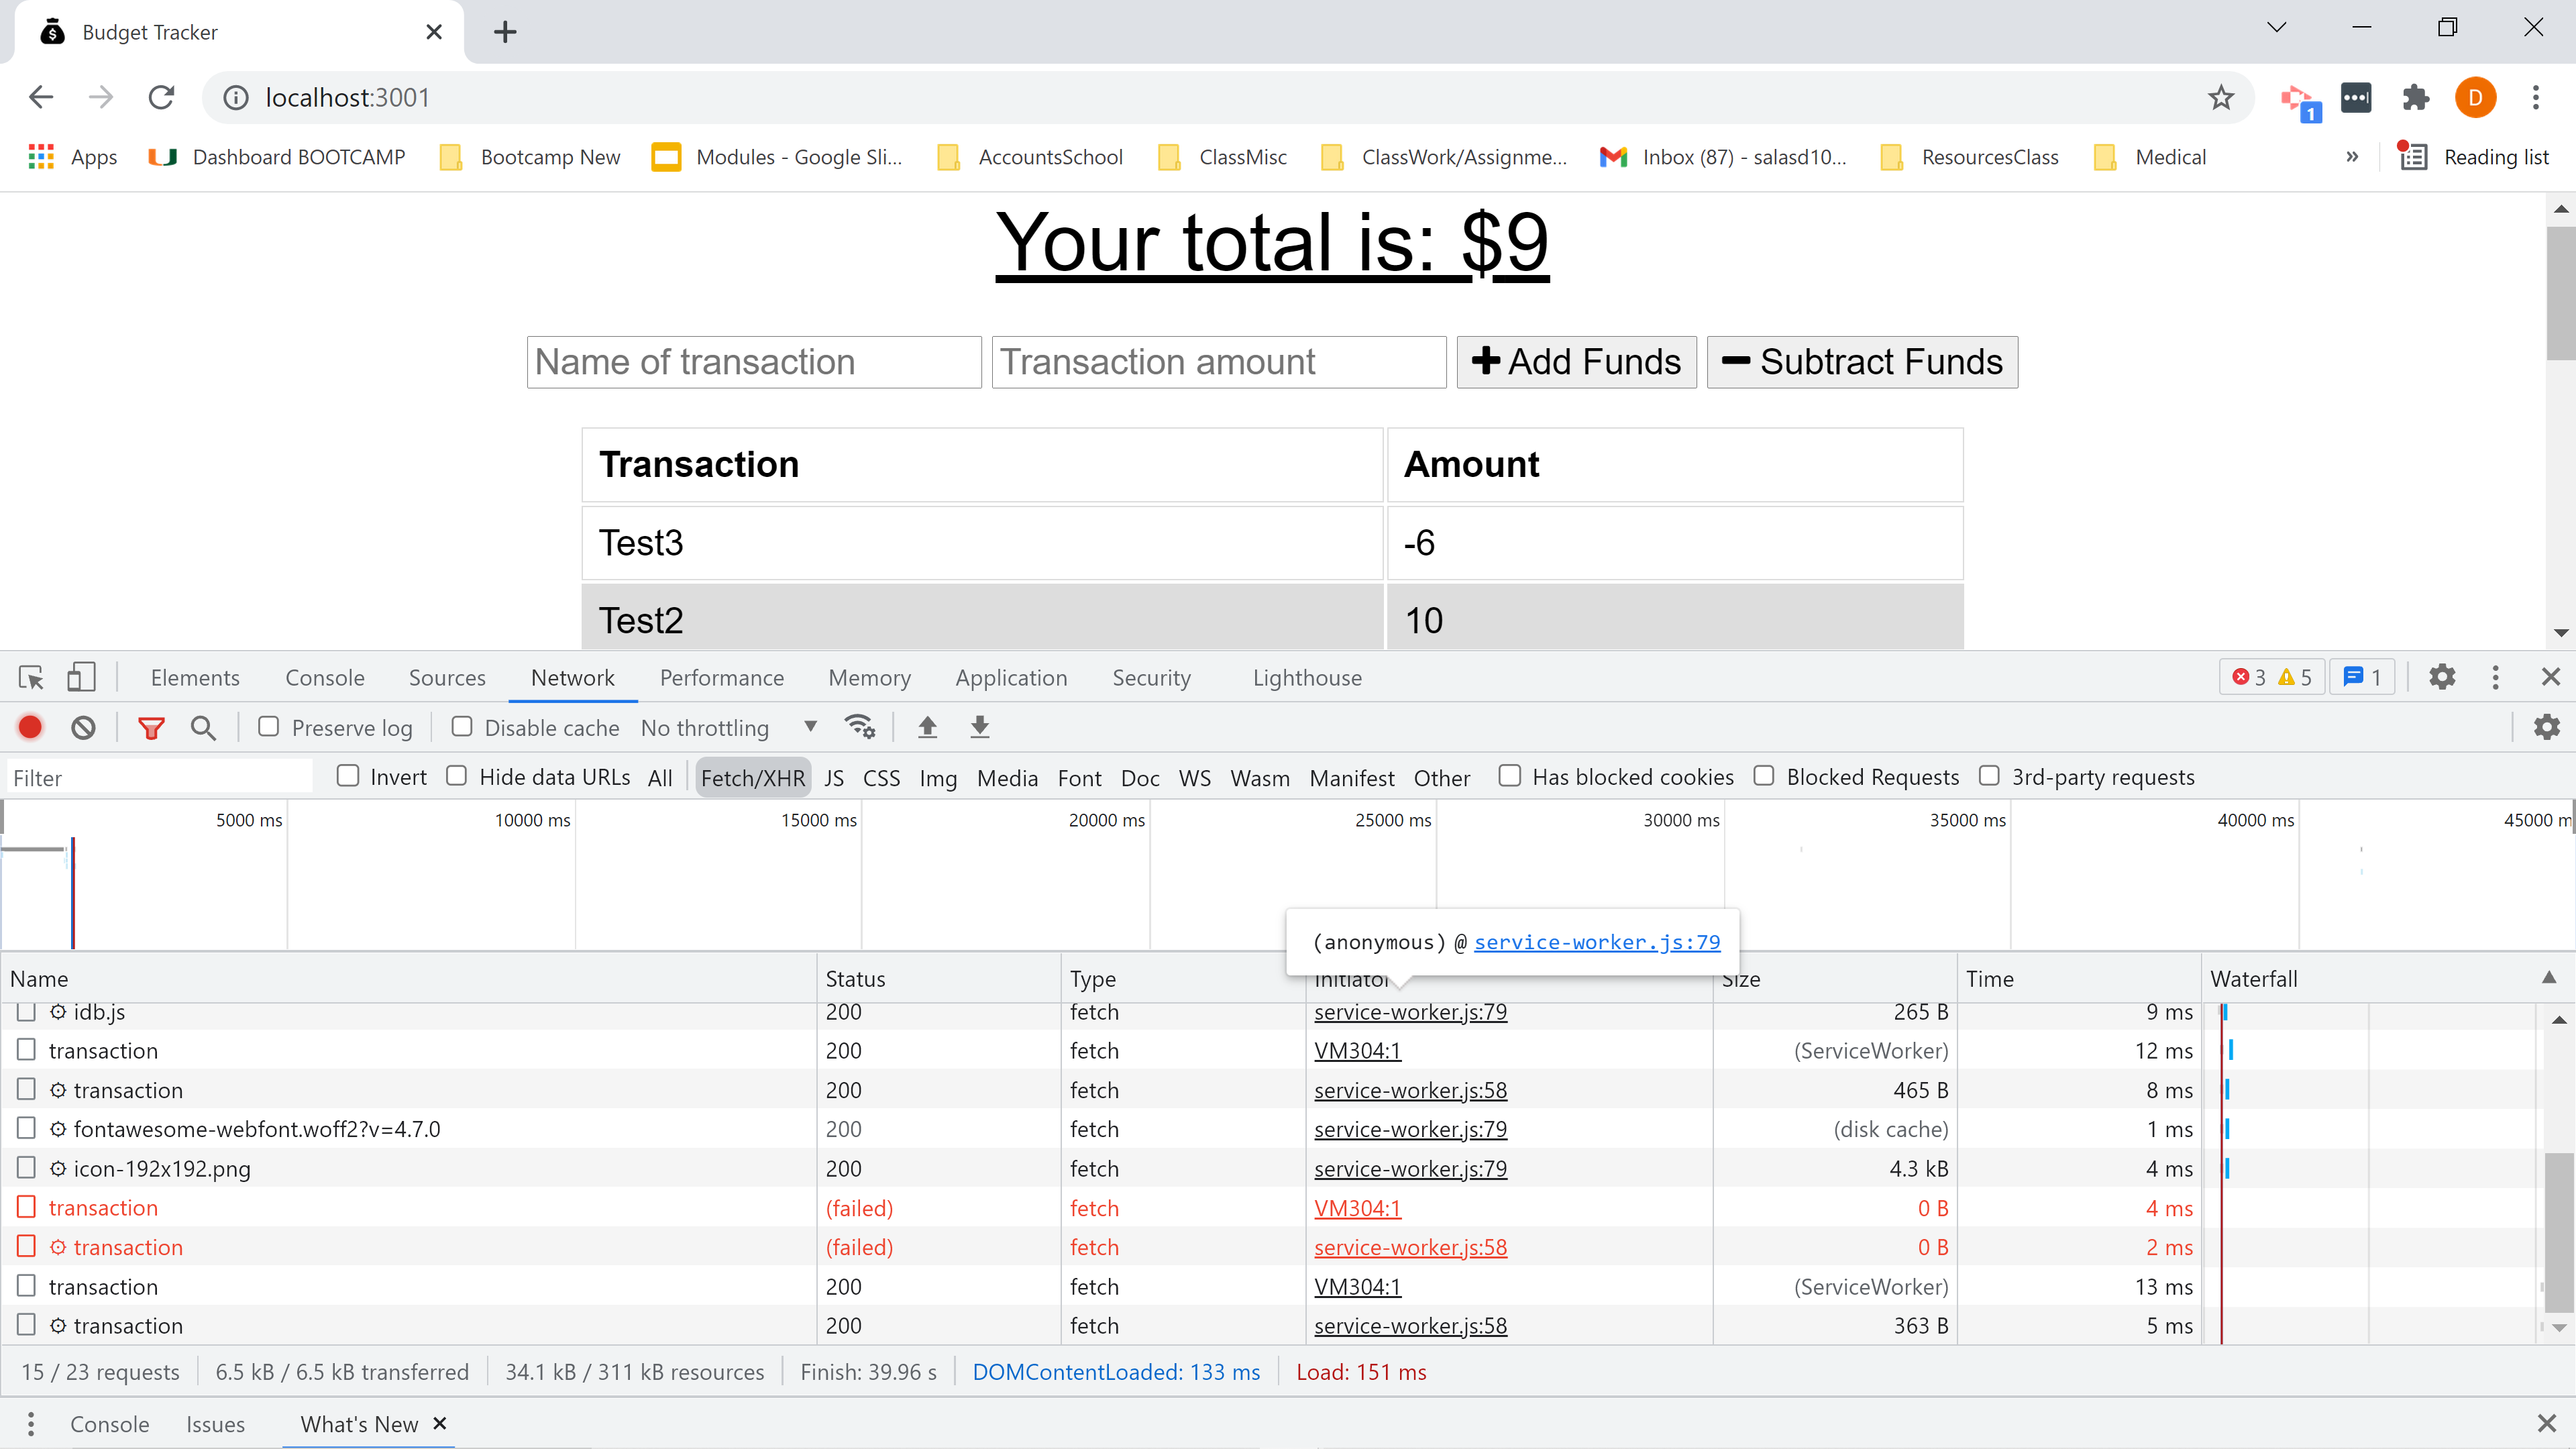 Budget Tracker
localhost:3001
1
D
Apps
Dashboard BOOTCAMP
Bootcamp New
Modules - Google Sli...
AccountsSchool
ClassMisc
ClassWork/Assignme...
Inbox (87) - salasd10...
ResourcesClass
Medical
»
Reading list
Your total is: $9
Name of transaction
Transaction amount
Add Funds
Subtract Funds
Transaction Amount
Test3 -6
Test2 10
Elements Console Sources Network Performance Memory Application Security Lighthouse 3 5 1
Preserve log Disable cache No throttling
Filter Invert Hide data URLs All Fetch/XHR JS CSS Img Media Font Doc WS Wasm Manifest Other Has blocked cookies Blocked Requests 3rd-party requests
5000 ms 10000 ms 15000 ms 20000 ms 25000 ms 30000 ms 35000 ms 40000 ms 45000 m
(anonymous) @ service-worker.js:79
Name Status Type Initiator Size Time Waterfall
idb.js 200 fetch service-worker.js:79 265 B 9 ms
transaction 200 fetch VM304:1 (ServiceWorker) 12 ms
transaction 200 fetch service-worker.js:58 465 B 8 ms
fontawesome-webfont.woff2?v=4.7.0 200 fetch service-worker.js:79 (disk cache) 1 ms
icon-192x192.png 200 fetch service-worker.js:79 4.3 kB 4 ms
transaction (failed) fetch VM304:1 0 B 4 ms
transaction (failed) fetch service-worker.js:58 0 B 2 ms
transaction 200 fetch VM304:1 (ServiceWorker) 13 ms
transaction 200 fetch service-worker.js:58 363 B 5 ms
15 / 23 requests 6.5 kB / 6.5 kB transferred 34.1 kB / 311 kB resources Finish: 39.96 s DOMContentLoaded: 133 ms Load: 151 ms
Console Issues What's New